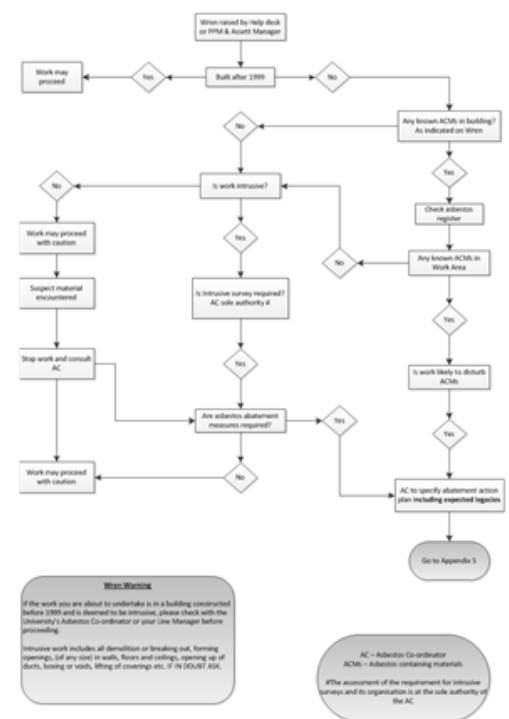 Wren raised by Help desk
or PPM & Assett Manager
Built after 1999
Yes
Work may
proceed
No
Any known ACMs in building?
As indicated on Wren
No
Yes
Check asbestos
register
Any known ACMs in
Work Area
No
Yes
Is work intrusive?
No
Yes
Work may proceed
with caution
Suspect material
encountered
Stop work and consult
AC
Is Intrusive survey required?
AC sole authority #
Yes
Is work likely to disturb
ACMs
Yes
Are asbestos abatement
measures required?
Yes
No
Work may proceed
with caution
AC to specify abatement action
plan including expected legacies
Go to Appendix 5
Wren Warning
If the work you are about to undertake is in a building constructed
before 1999 and is deemed to be intrusive, please check with the
University's Asbestos Co-ordinator or your Line Manager before
proceeding.
Intrusive work includes all demolition or breaking out, forming
openings, (of any size) in walls, floors and ceilings, opening up of
ducts, boxing or voids, lifting of coverings etc. IF IN DOUBT ASK.
AC – Asbestos Co-ordinator
ACMs – Asbestos containing materials
#The assessment of the requirement for intrusive
surveys and its organisation is at the sole authority of
the AC